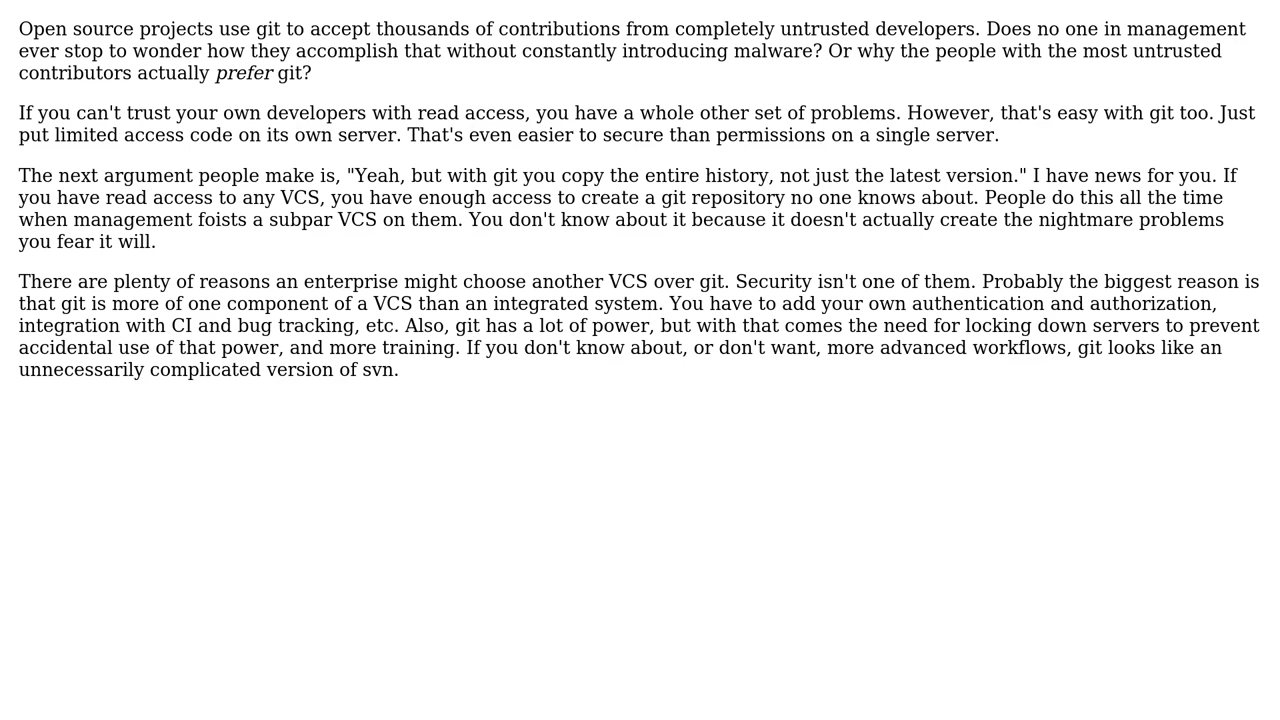 Open source projects use git to accept thousands of contributions from completely untrusted developers. Does no one in management
ever stop to wonder how they accomplish that without constantly introducing malware? Or why the people with the most untrusted
contributors actually prefer git?
If you can't trust your own developers with read access, you have a whole other set of problems. However, that's easy with git too. Just
put limited access code on its own server. That's even easier to secure than permissions on a single server.
The next argument people make is, "Yeah, but with git you copy the entire history, not just the latest version." I have news for you. If
you have read access to any VCS, you have enough access to create a git repository no one knows about. People do this all the time
when management foists a subpar VCS on them. You don't know about it because it doesn't actually create the nightmare problems
you fear it will.
There are plenty of reasons an enterprise might choose another VCS over git. Security isn't one of them. Probably the biggest reason is
that git is more of one component of a VCS than an integrated system. You have to add your own authentication and authorization,
integration with CI and bug tracking, etc. Also, git has a lot of power, but with that comes the need for locking down servers to prevent
accidental use of that power, and more training. If you don't know about, or don't want, more advanced workflows, git looks like an
unnecessarily complicated version of svn.